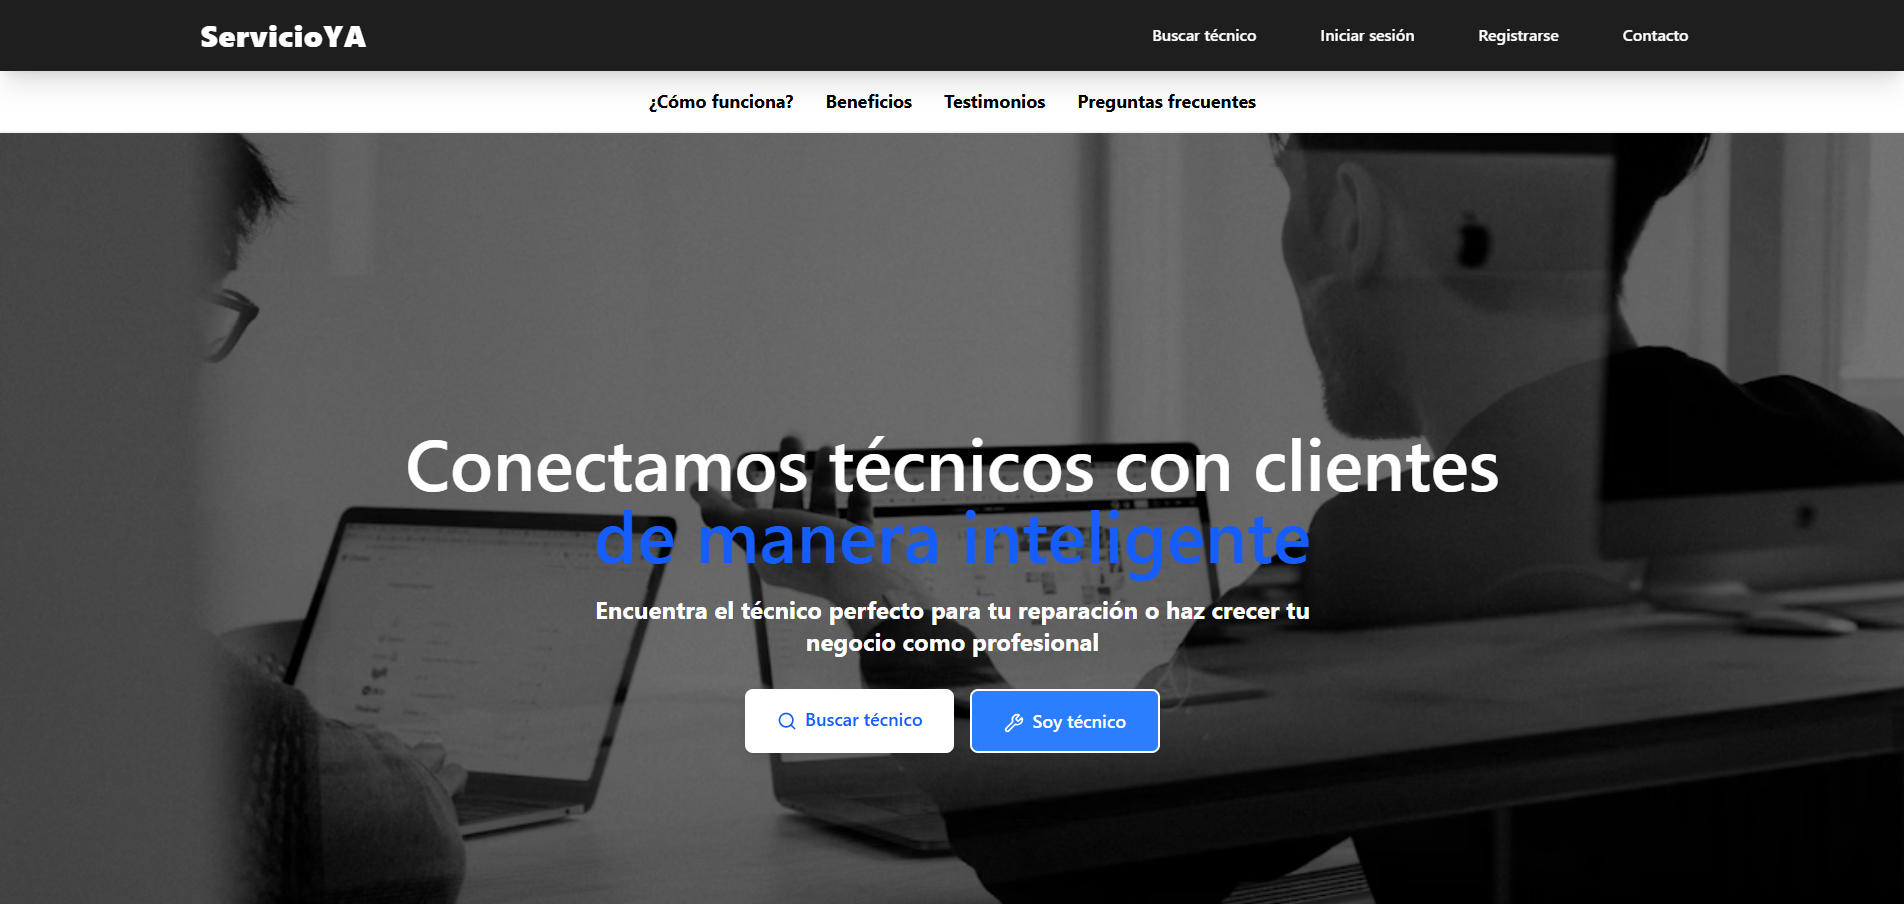 ServicioYA
Buscar técnico
Iniciar sesión
Registrarse
Contacto
¿Cómo funciona?
Beneficios
Testimonios
Preguntas frecuentes
Conectamos técnicos con clientes
de manera inteligente
Encuentra el técnico perfecto para tu reparación o haz crecer tu
negocio como profesional
Buscar técnico
Soy técnico